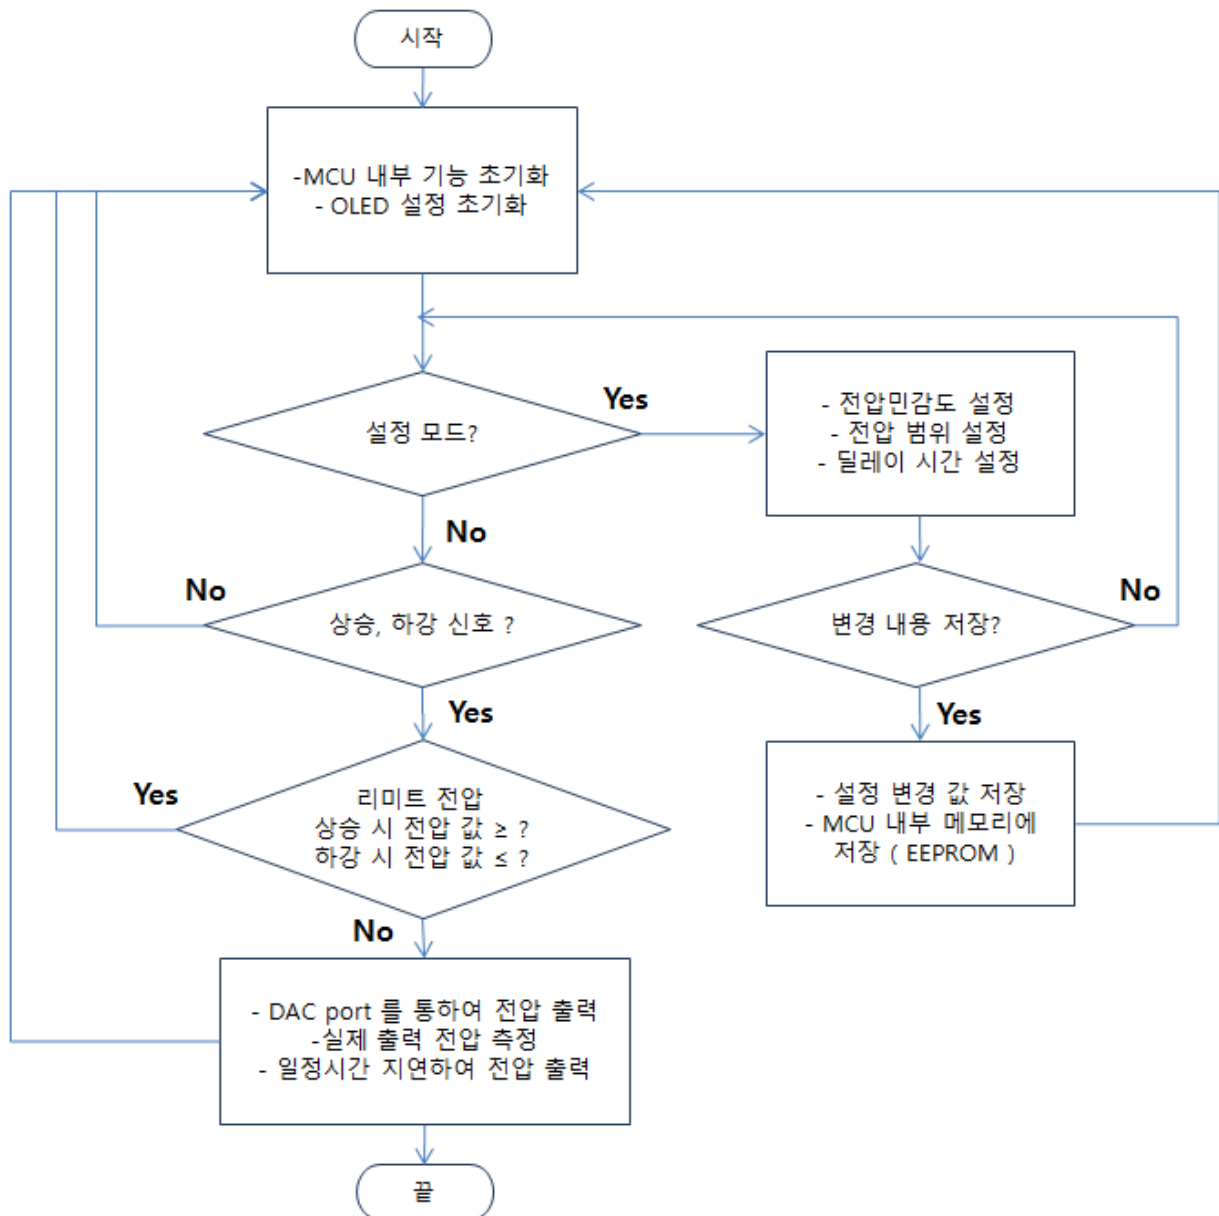 시작
-MCU 내부 기능 초기화
- OLED 설정 초기화
설정 모드?
Yes
- 전압민감도 설정
- 전압 범위 설정
- 딜레이 시간 설정
No
상승, 하강 신호 ?
No
변경 내용 저장?
No
Yes
Yes
리미트 전압
상승 시 전압 값 ≥ ?
하강 시 전압 값 ≤ ?
Yes
- 설정 변경 값 저장
- MCU 내부 메모리에
저장 ( EEPROM )
No
- DAC port 를 통하여 전압 출력
-실제 출력 전압 측정
- 일정시간 지연하여 전압 출력
끝